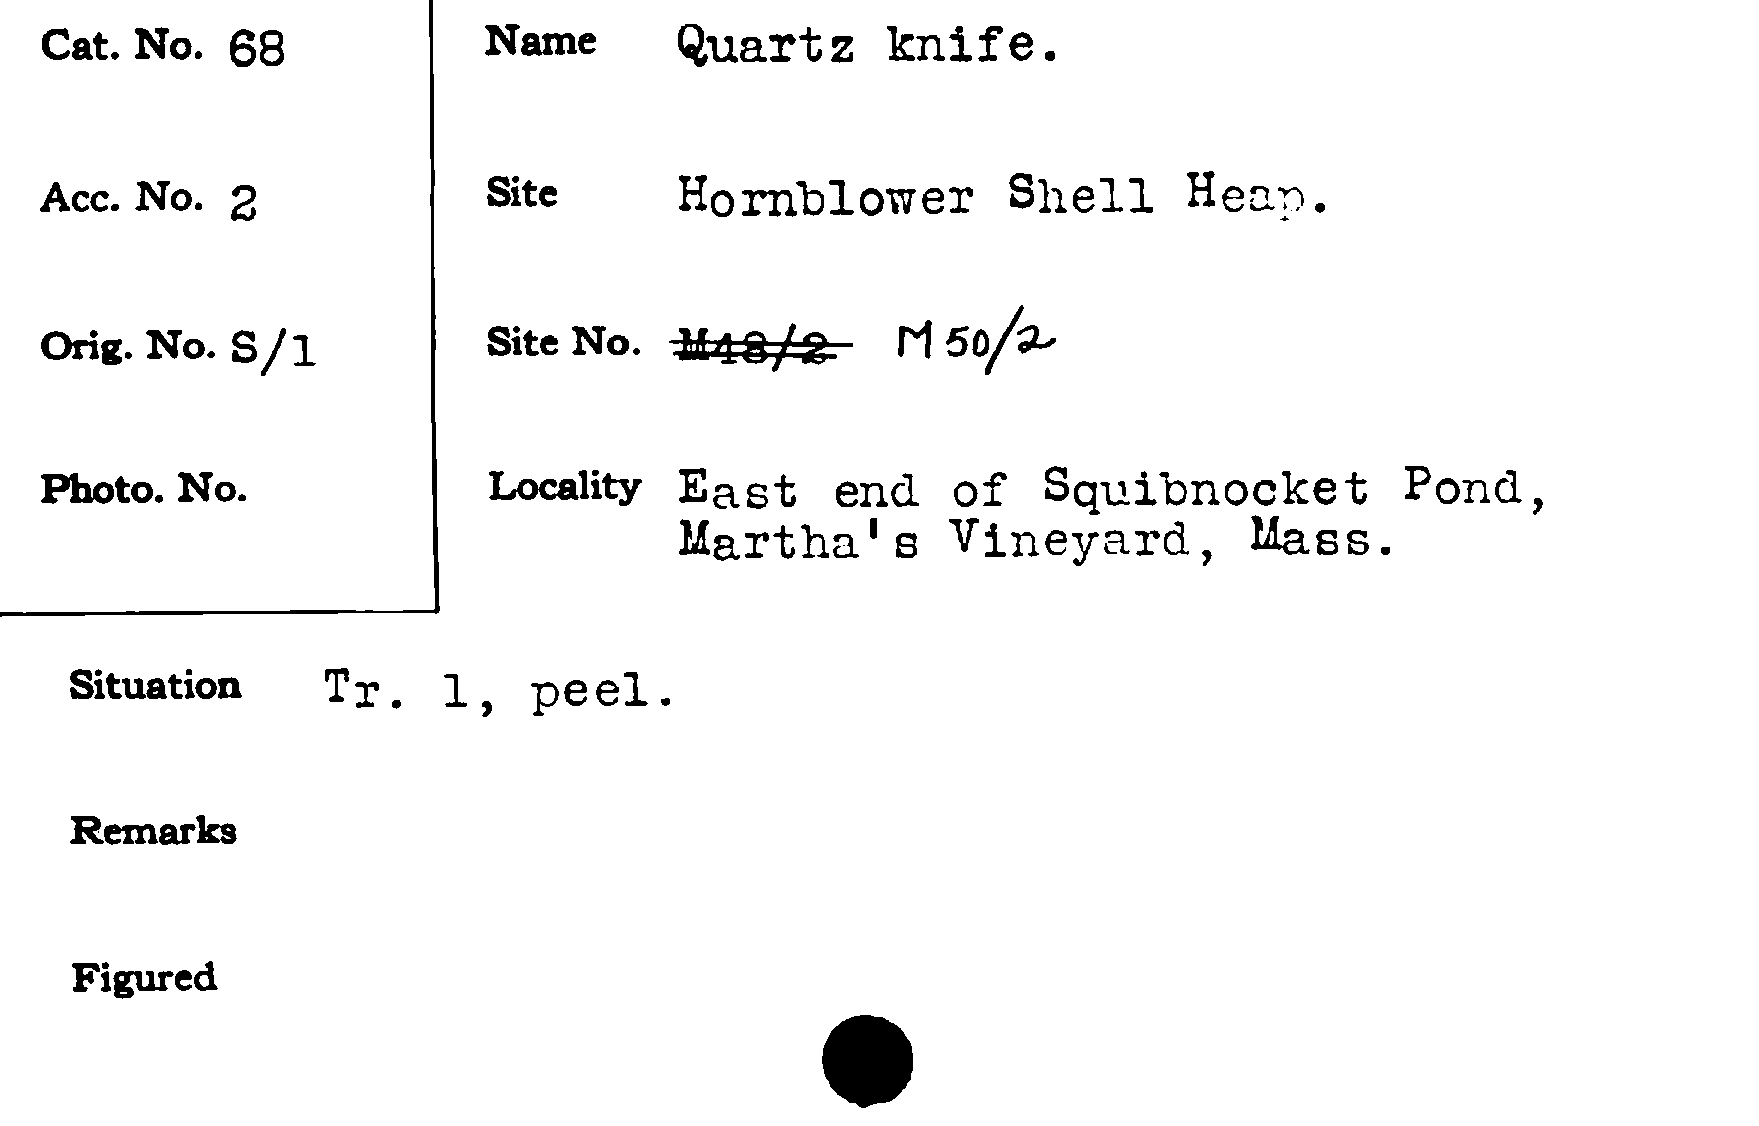 Cat. No. 68
Name Quartz knife.
Acc. No. 2
Site Hornblower Shell Heap.
Orig. No. S/1
Site No. M48/2 M50/2
Photo. No.
Locality East end of Squibnocket Pond,
Martha's Vineyard, Mass.
Situation Tr. 1, peel.
Remarks
Figured